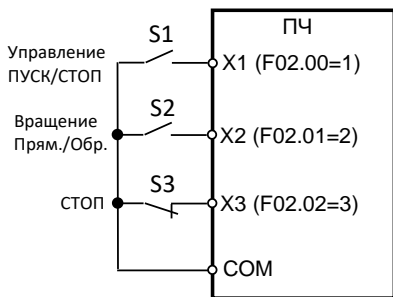 ПЧ
S1
Управление
ПУСК/СТОП
X1 (F02.00=1)
S2
Вращение
Прям./Обр.
X2 (F02.01=2)
S3
СТОП
X3 (F02.02=3)
COM